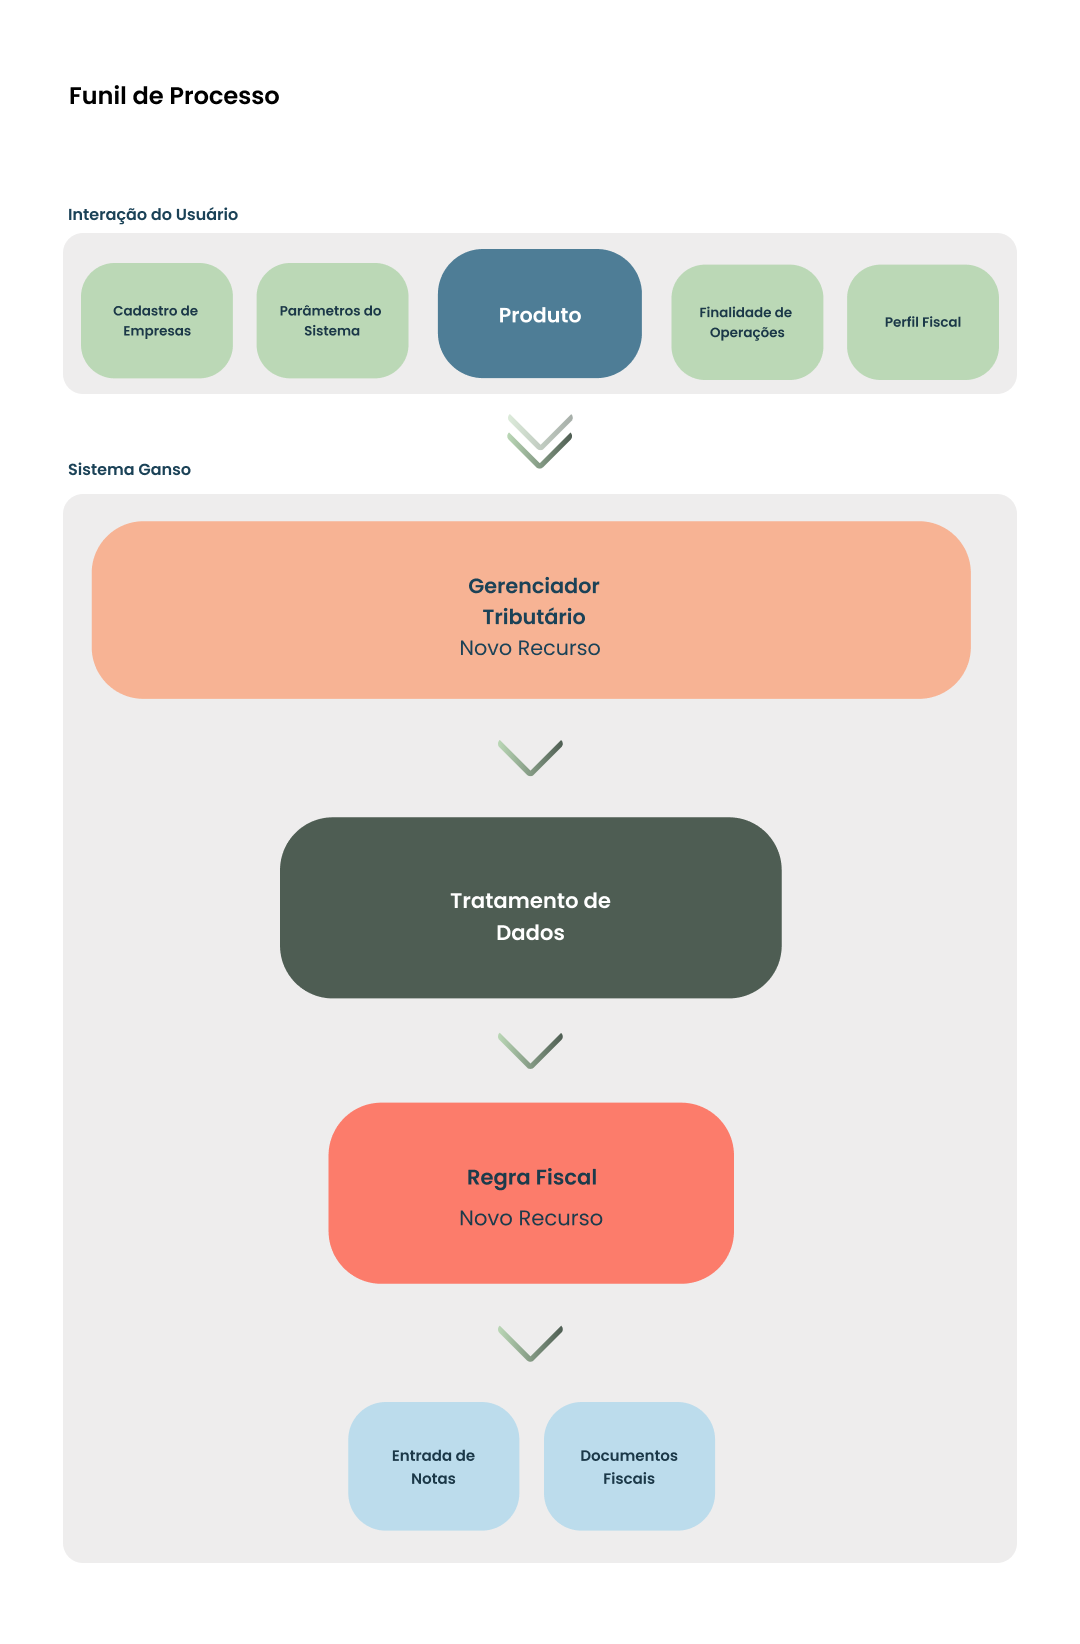 Funil de Processo
Interação do Usuário
Cadastro de
Empresas
Parâmetros do
Sistema
Produto
Finalidade de
Operações
Perfil Fiscal
Sistema Ganso
Gerenciador
Tributário
Novo Recurso
Tratamento de
Dados
Regra Fiscal
Novo Recurso
Entrada de
Notas
Documentos
Fiscais